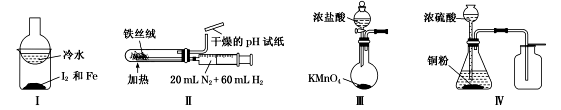 冷水
I₂ 和 Fe
Ⅰ
铁丝绒
干燥的 pH 试纸
加热
20 mL N₂+60 mL H₂
Ⅱ
浓盐酸
KMnO₄
Ⅲ
浓硫酸
铜粉
Ⅳ